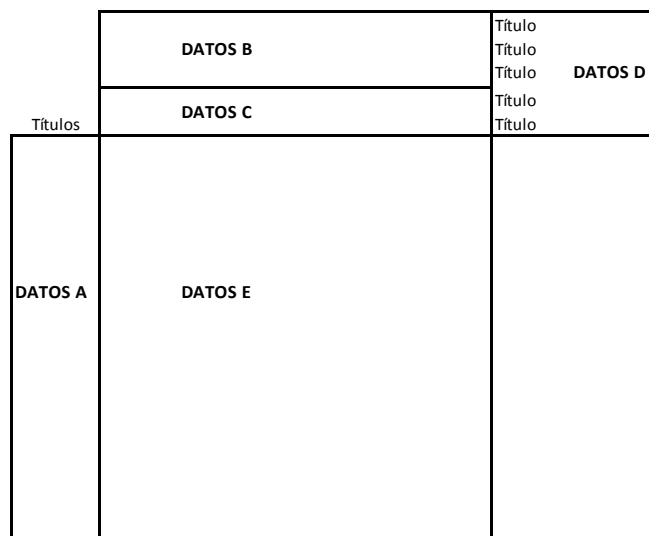 Título
DATOS B
Título
Título
DATOS D
Título
DATOS C
Títulos
Título
DATOS A
DATOS E